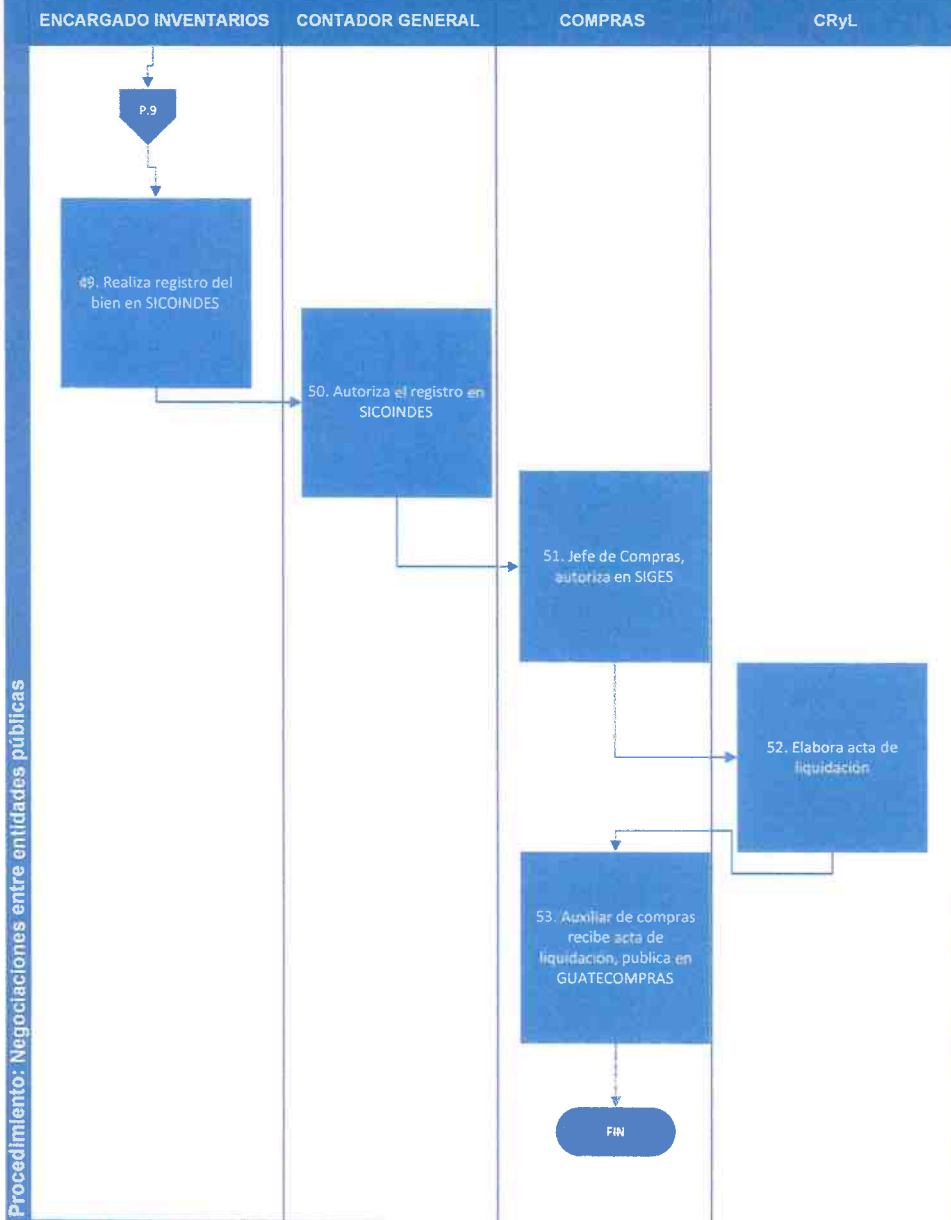 ENCARGADO INVENTARIOS
CONTADOR GENERAL
COMPRAS
CRyL
Procedimiento: Negociaciones entre entidades públicas
P.9
49. Realiza registro del
bien en SICOINDES
50. Autoriza el registro en
SICOINDES
51. Jefe de Compras,
autoriza en SIGES
52. Elabora acta de
liquidación
53. Auxiliar de compras
recibe acta de
liquidación, publica en
GUATECOMPRAS
FIN